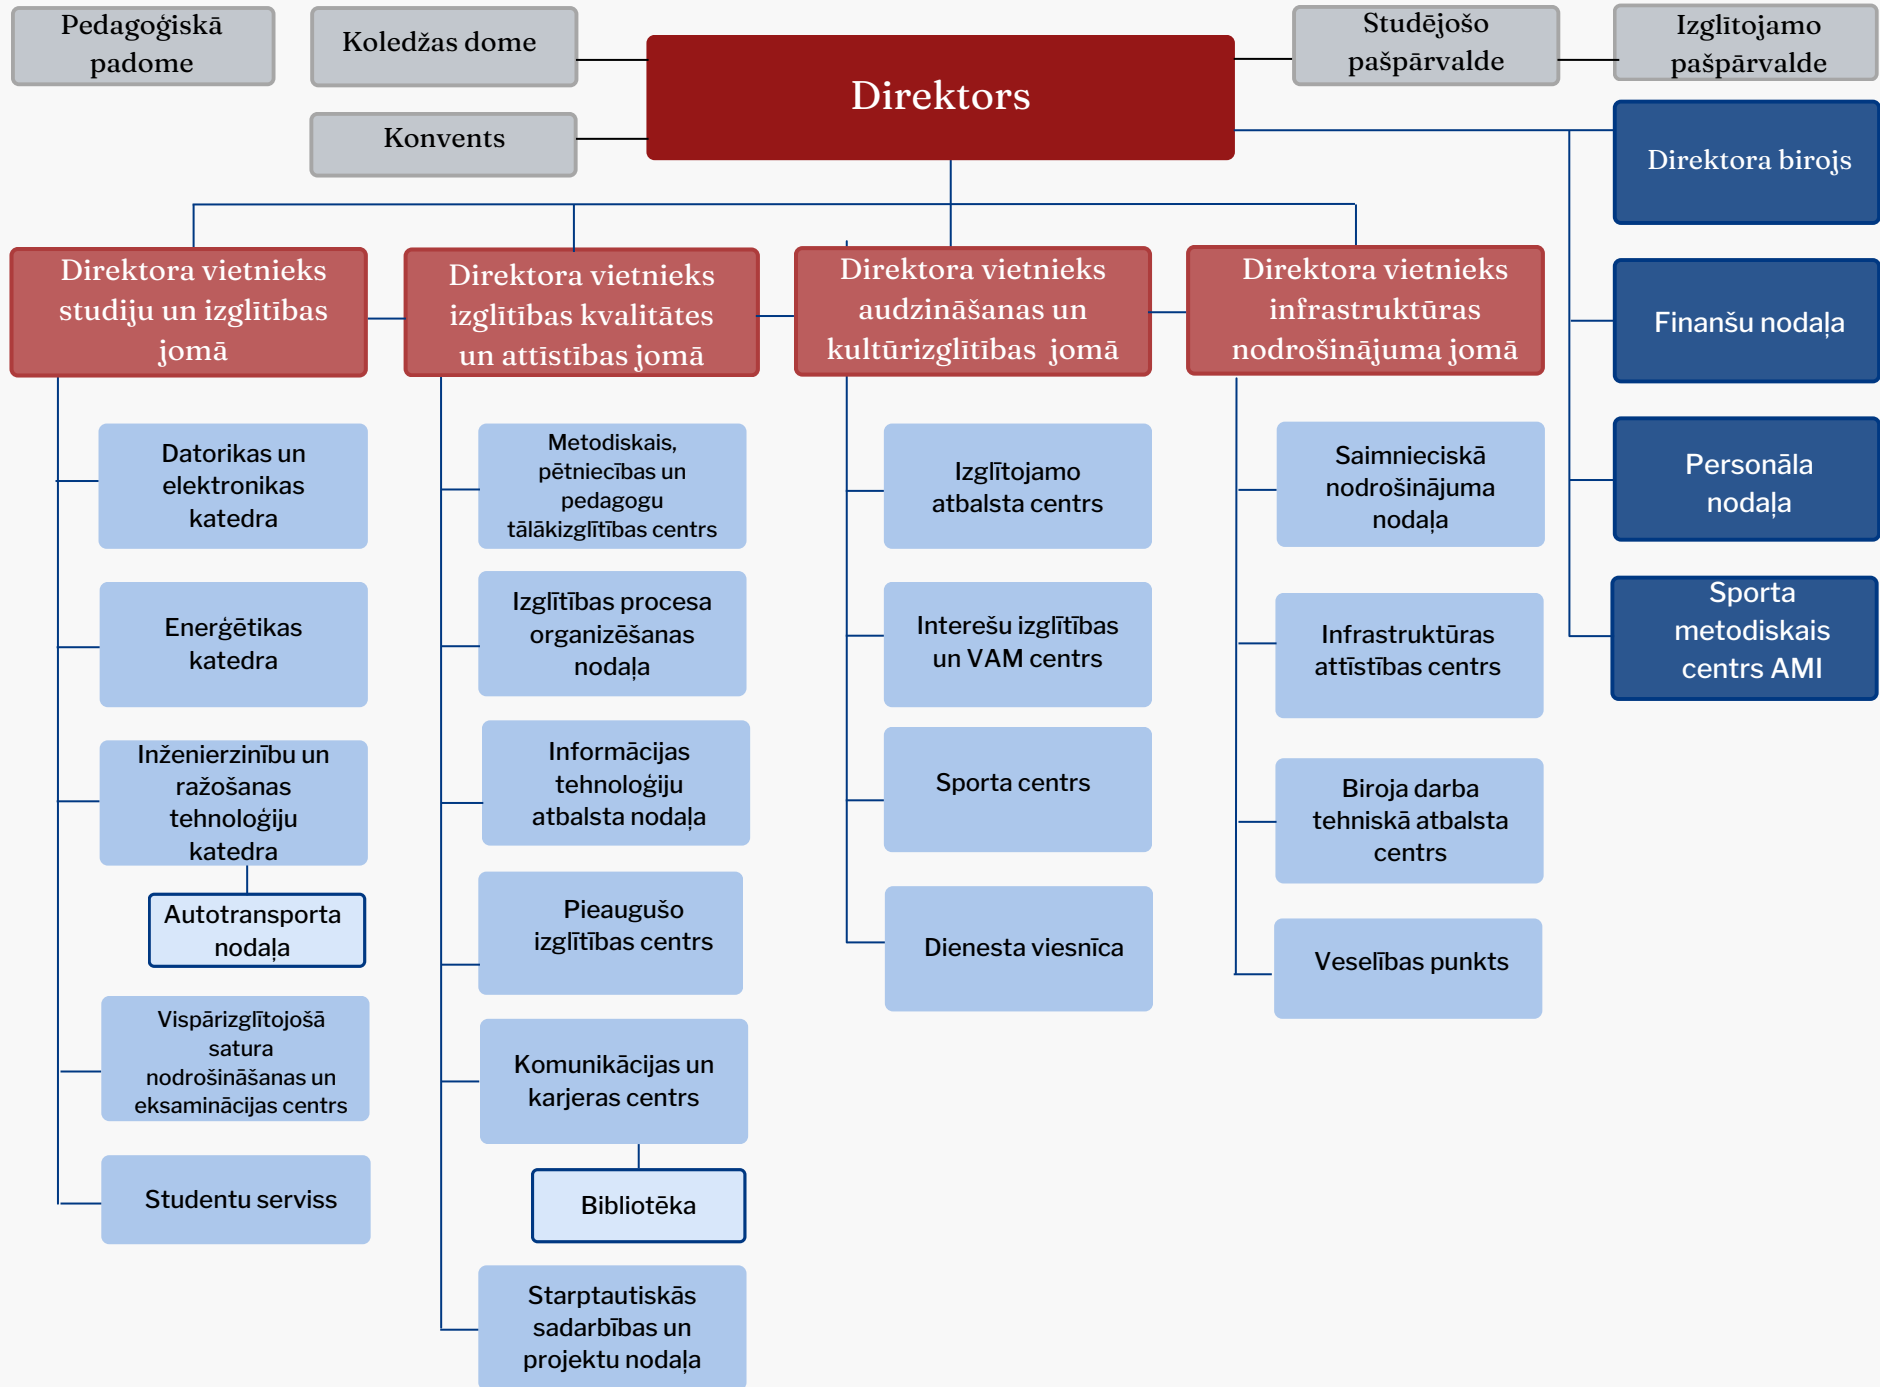 Pedagoģiskā
padome
Koledžas dome
Konvents
Direktors
Studējošo
pašpārvalde
Izglītojamo
pašpārvalde
Direktora birojs
Finanšu nodaļa
Personāla
nodaļa
Sporta
metodiskais
centrs AMI
Direktora vietnieks
studiju un izglītības
jomā
Datorikas un
elektronikas
katedra
Enerģētikas
katedra
Inženierzinību un
ražošanas
tehnoloģiju
katedra
Autotransporta
nodaļa
Vispārizglītojošā
satura
nodrošināšanas un
eksaminācijas centrs
Studentu serviss
Direktora vietnieks
izglītības kvalitātes
un attīstības jomā
Metodiskais,
pētniecības un
pedagogu
tālākizglītības centrs
Izglītības procesa
organizēšanas
nodaļa
Informācijas
tehnoloģiju
atbalsta nodaļa
Pieaugušo
izglītības centrs
Komunikācijas un
karjeras centrs
Bibliotēka
Starptautiskās
sadarbības un
projektu nodaļa
Direktora vietnieks
audzināšanas un
kultūrizglītības jomā
Izglītojamo
atbalsta centrs
Interešu izglītības
un VAM centrs
Sporta centrs
Dienesta viesnīca
Direktora vietnieks
infrastruktūras
nodrošinājuma jomā
Saimnieciskā
nodrošinājuma
nodaļa
Infrastruktūras
attīstības centrs
Biroja darba
tehniskā atbalsta
centrs
Veselības punkts